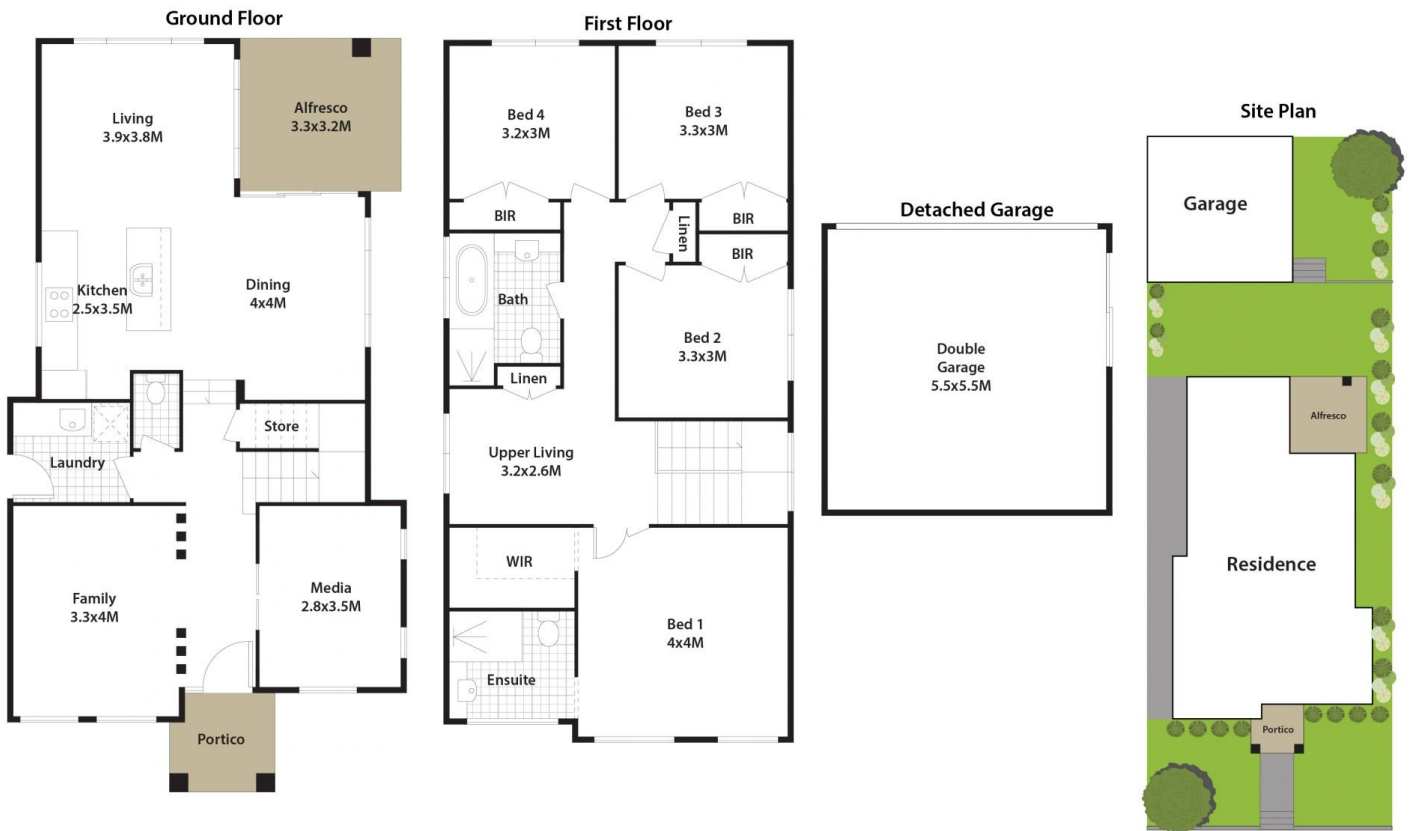 Ground Floor
Living
3.9x3.8M
Alfresco
3.3x3.2M
Kitchen
2.5x3.5M
Dining
4x4M
Store
Laundry
Family
3.3x4M
Media
2.8x3.5M
Portico
First Floor
Bed 4
3.2x3M
Bed 3
3.3x3M
BIR
Linen
BIR
BIR
Bath
Bed 2
3.3x3M
Linen
Upper Living
3.2x2.6M
WIR
Bed 1
4x4M
Ensuite
Detached Garage
Double
Garage
5.5x5.5M
Site Plan
Garage
Alfresco
Residence
Portico